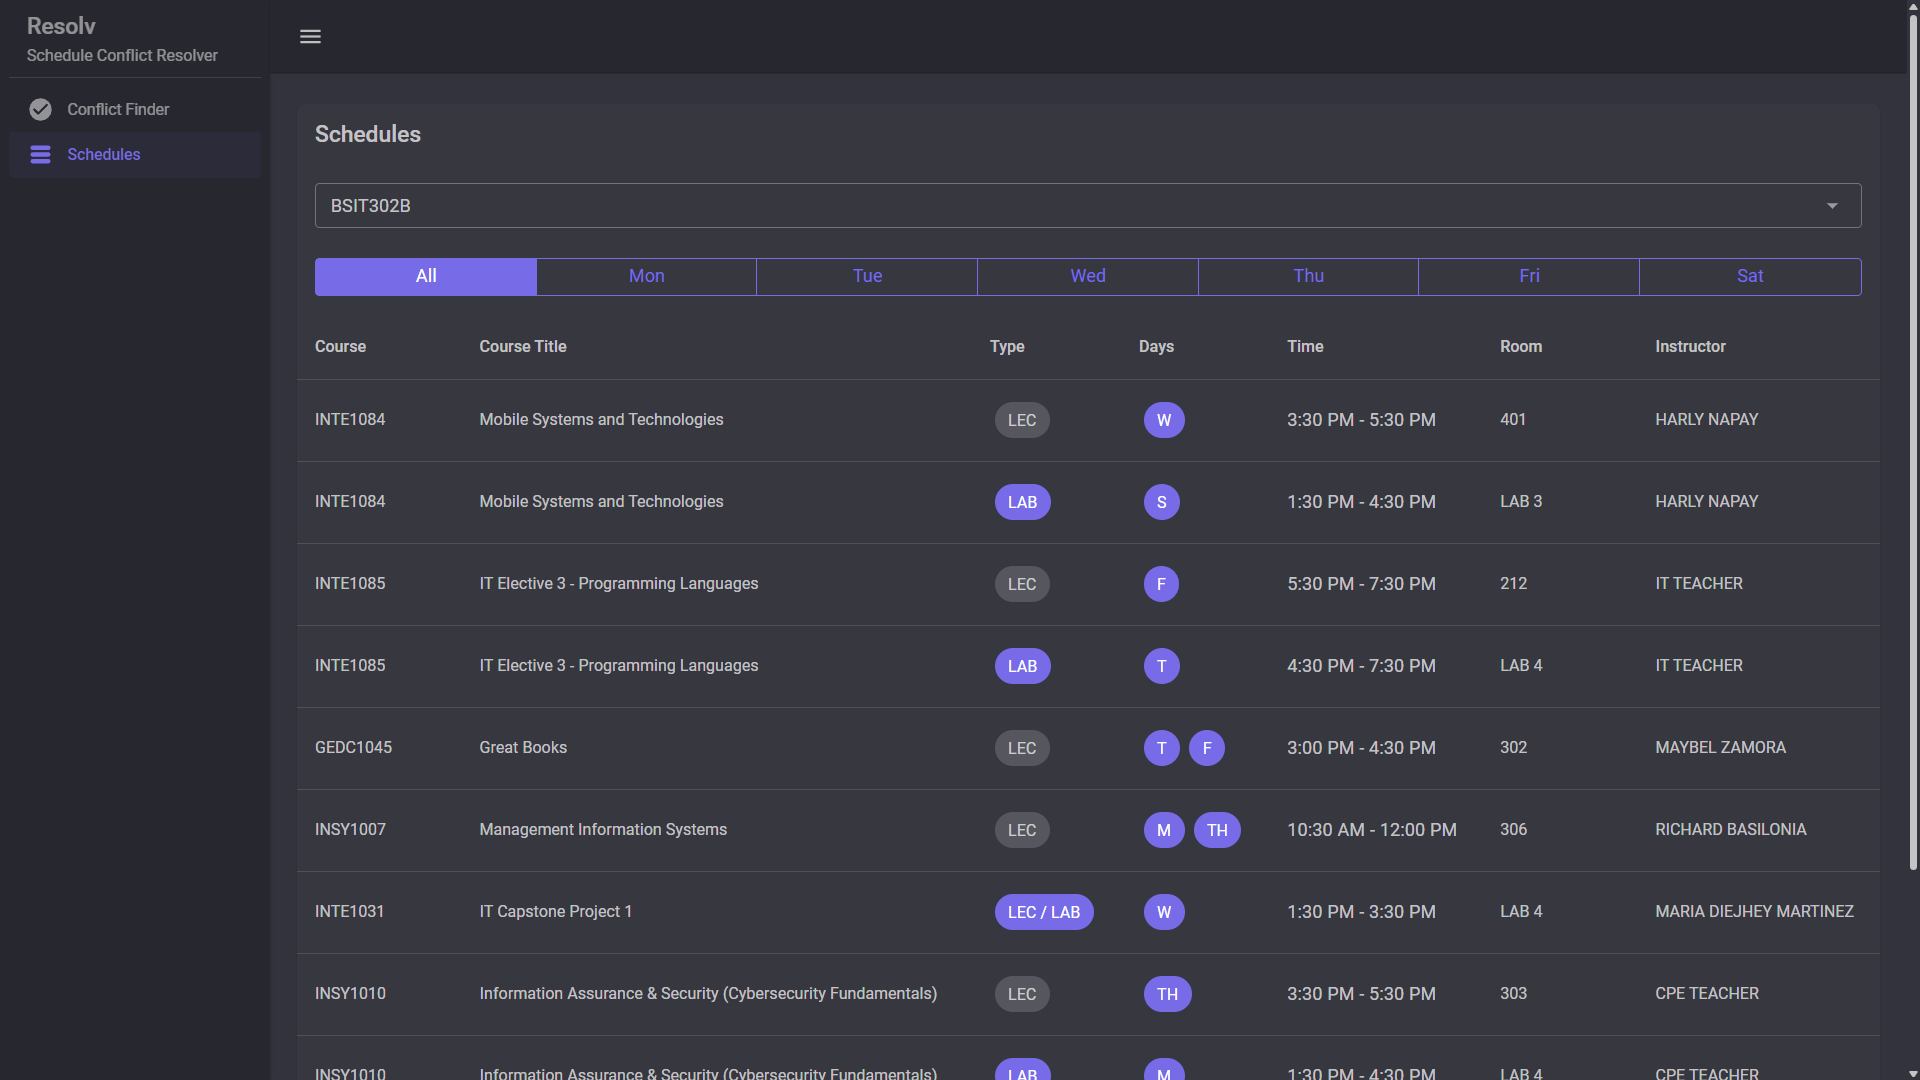 Resolv
Schedule Conflict Resolver
Conflict Finder
Schedules
Schedules
BSIT302B
All Mon Tue Wed Thu Fri Sat
Course Course Title Type Days Time Room Instructor
INTE1084 Mobile Systems and Technologies LEC W 3:30 PM - 5:30 PM 401 HARLY NAPAY
INTE1084 Mobile Systems and Technologies LAB S 1:30 PM - 4:30 PM LAB 3 HARLY NAPAY
INTE1085 IT Elective 3 - Programming Languages LEC F 5:30 PM - 7:30 PM 212 IT TEACHER
INTE1085 IT Elective 3 - Programming Languages LAB T 4:30 PM - 7:30 PM LAB 4 IT TEACHER
GEDC1045 Great Books LEC T F 3:00 PM - 4:30 PM 302 MAYBEL ZAMORA
INSY1007 Management Information Systems LEC M TH 10:30 AM - 12:00 PM 306 RICHARD BASILONIA
INTE1031 IT Capstone Project 1 LEC / LAB W 1:30 PM - 3:30 PM LAB 4 MARIA DIEJHEY MARTINEZ
INSY1010 Information Assurance & Security (Cybersecurity Fundamentals) LEC TH 3:30 PM - 5:30 PM 303 CPE TEACHER
INSY1010 Information Assurance & Security (Cybersecurity Fundamentals) LAB M 1:30 PM - 4:30 PM LAB 4 CPE TEACHER